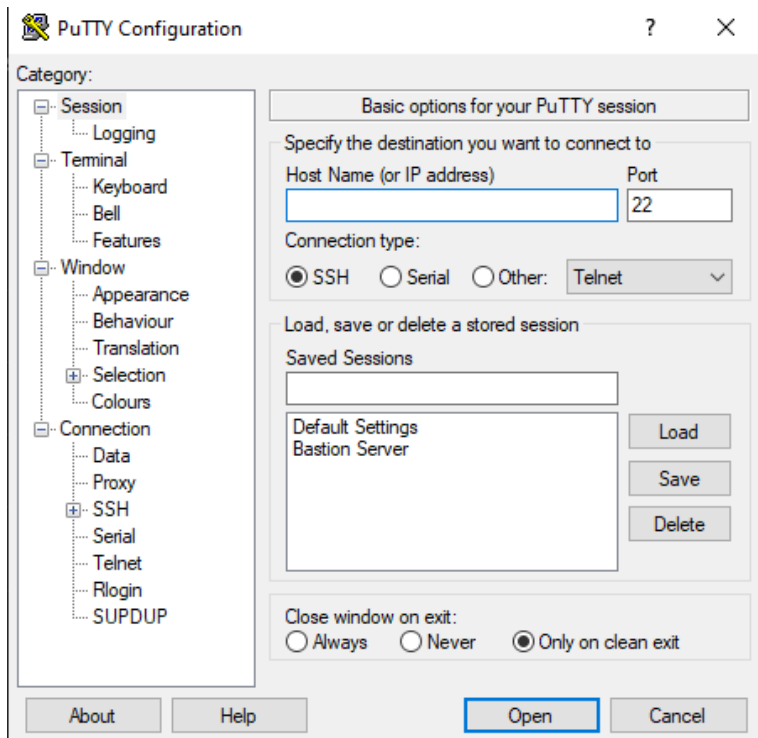 PuTTY Configuration
?
Category:
Session
Logging
Terminal
Keyboard
Bell
Features
Window
Appearance
Behaviour
Translation
Selection
Colours
Connection
Data
Proxy
SSH
Serial
Telnet
Rlogin
SUPDUP
Basic options for your PuTTY session
Specify the destination you want to connect to
Host Name (or IP address) Port
22
Connection type:
SSH Serial Other: Telnet
Load, save or delete a stored session
Saved Sessions
Default Settings
Bastion Server
Load
Save
Delete
Close window on exit:
Always Never Only on clean exit
About Help Open Cancel